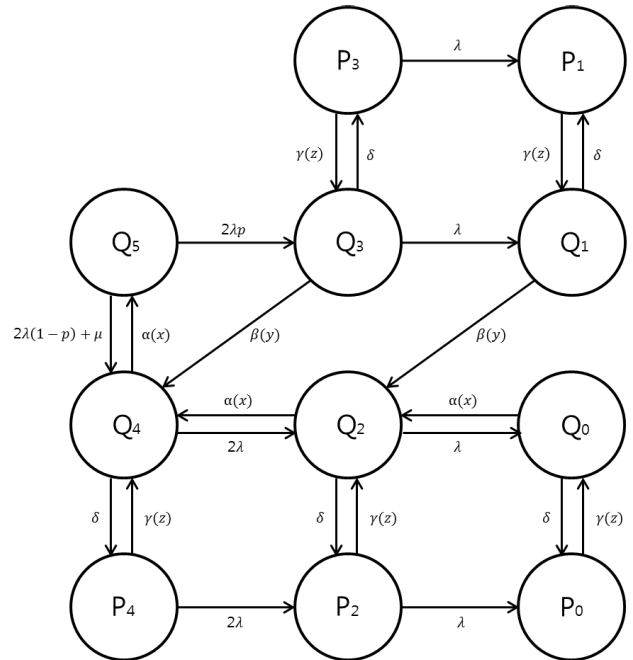 P₃ λ P₁
γ(z) δ γ(z) δ
Q₅ 2λp Q₃ λ Q₁
2λ(1−p)+μ α(x) β(y) β(y)
Q₄ α(x) Q₂ α(x) Q₀
2λ λ
δ γ(z) δ γ(z) δ γ(z)
P₄ 2λ P₂ λ P₀